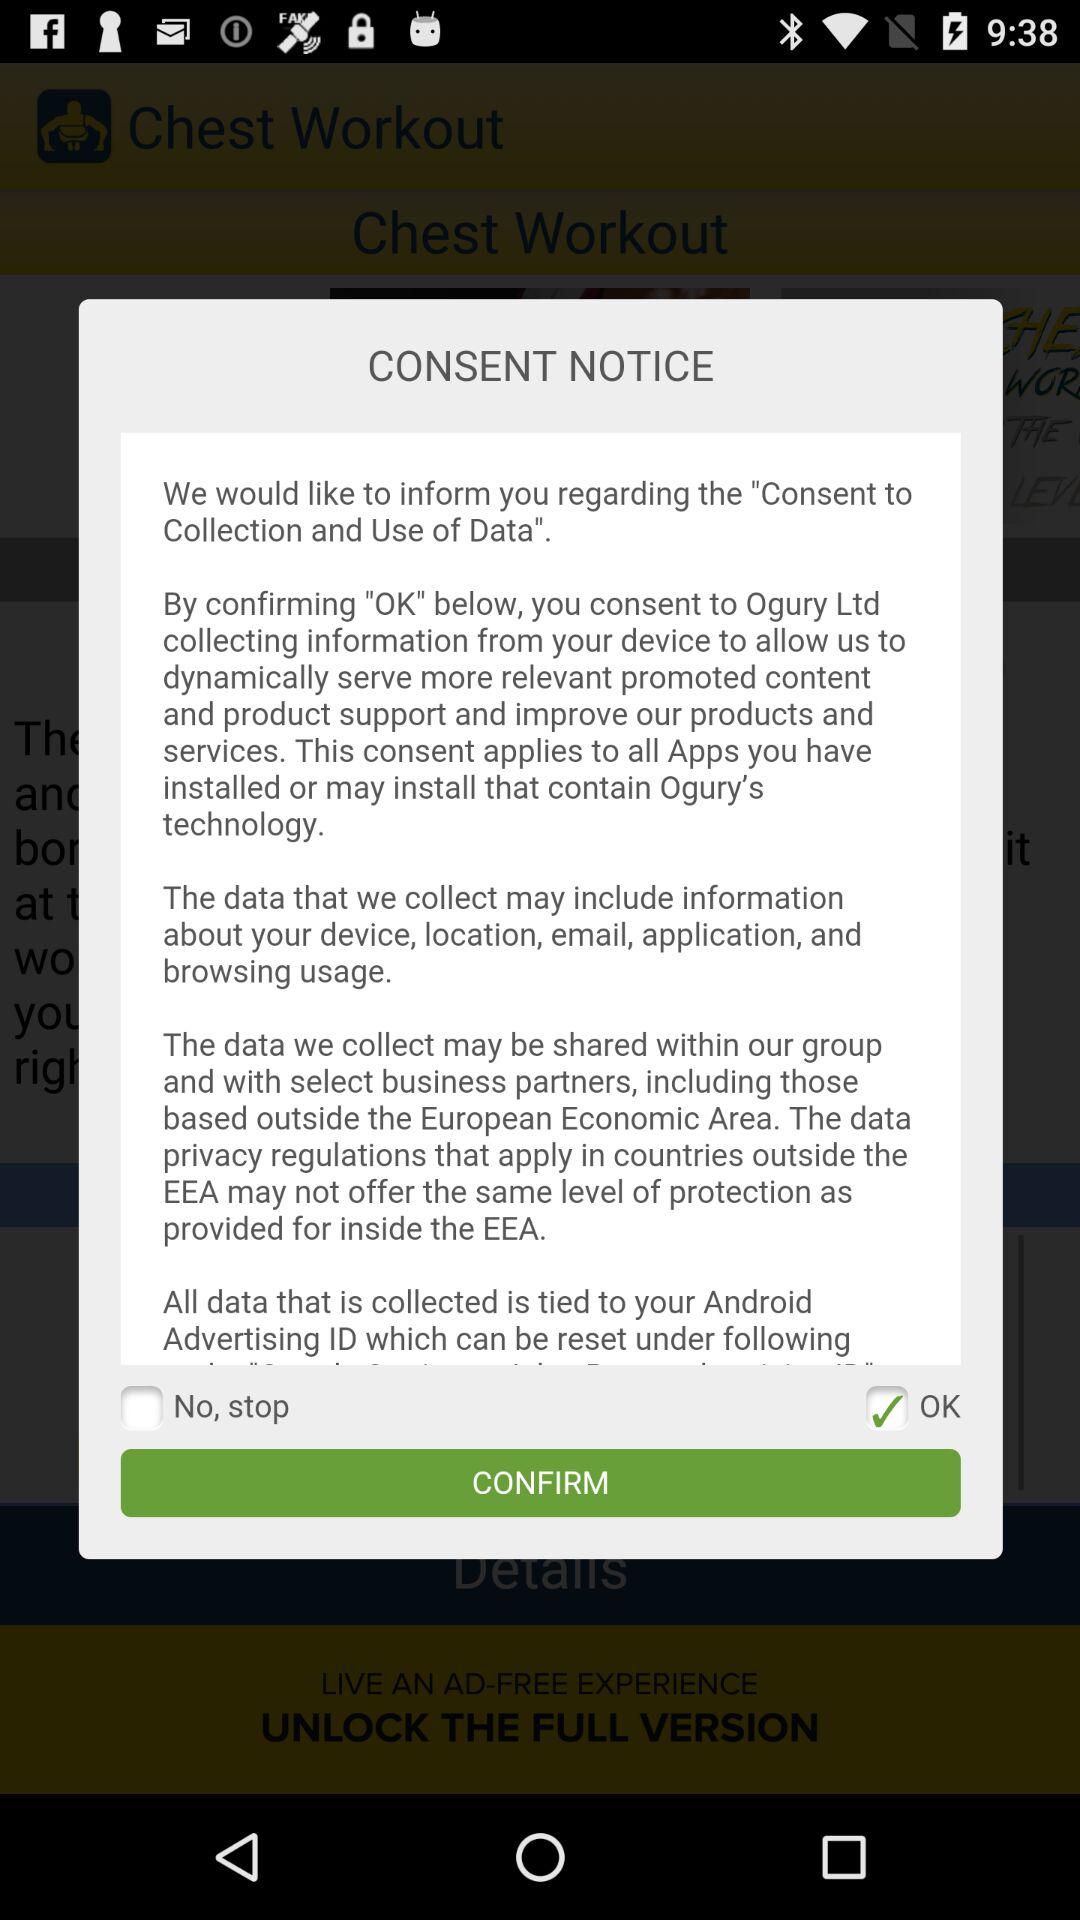 FAKE
9:38
Chest Workout
Chest Workout
CONSENT NOTICE
We would like to inform you regarding the "Consent to
Collection and Use of Data".
By confirming "OK" below, you consent to Ogury Ltd
collecting information from your device to allow us to
dynamically serve more relevant promoted content
and product support and improve our products and
services. This consent applies to all Apps you have
installed or may install that contain Ogury’s
technology.
The data that we collect may include information
about your device, location, email, application, and
browsing usage.
The data we collect may be shared within our group
and with select business partners, including those
based outside the European Economic Area. The data
privacy regulations that apply in countries outside the
EEA may not offer the same level of protection as
provided for inside the EEA.
All data that is collected is tied to your Android
Advertising ID which can be reset under following
No, stop
OK
CONFIRM
it
at
Details
LIVE AN AD-FREE EXPERIENCE
UNLOCK THE FULL VERSION